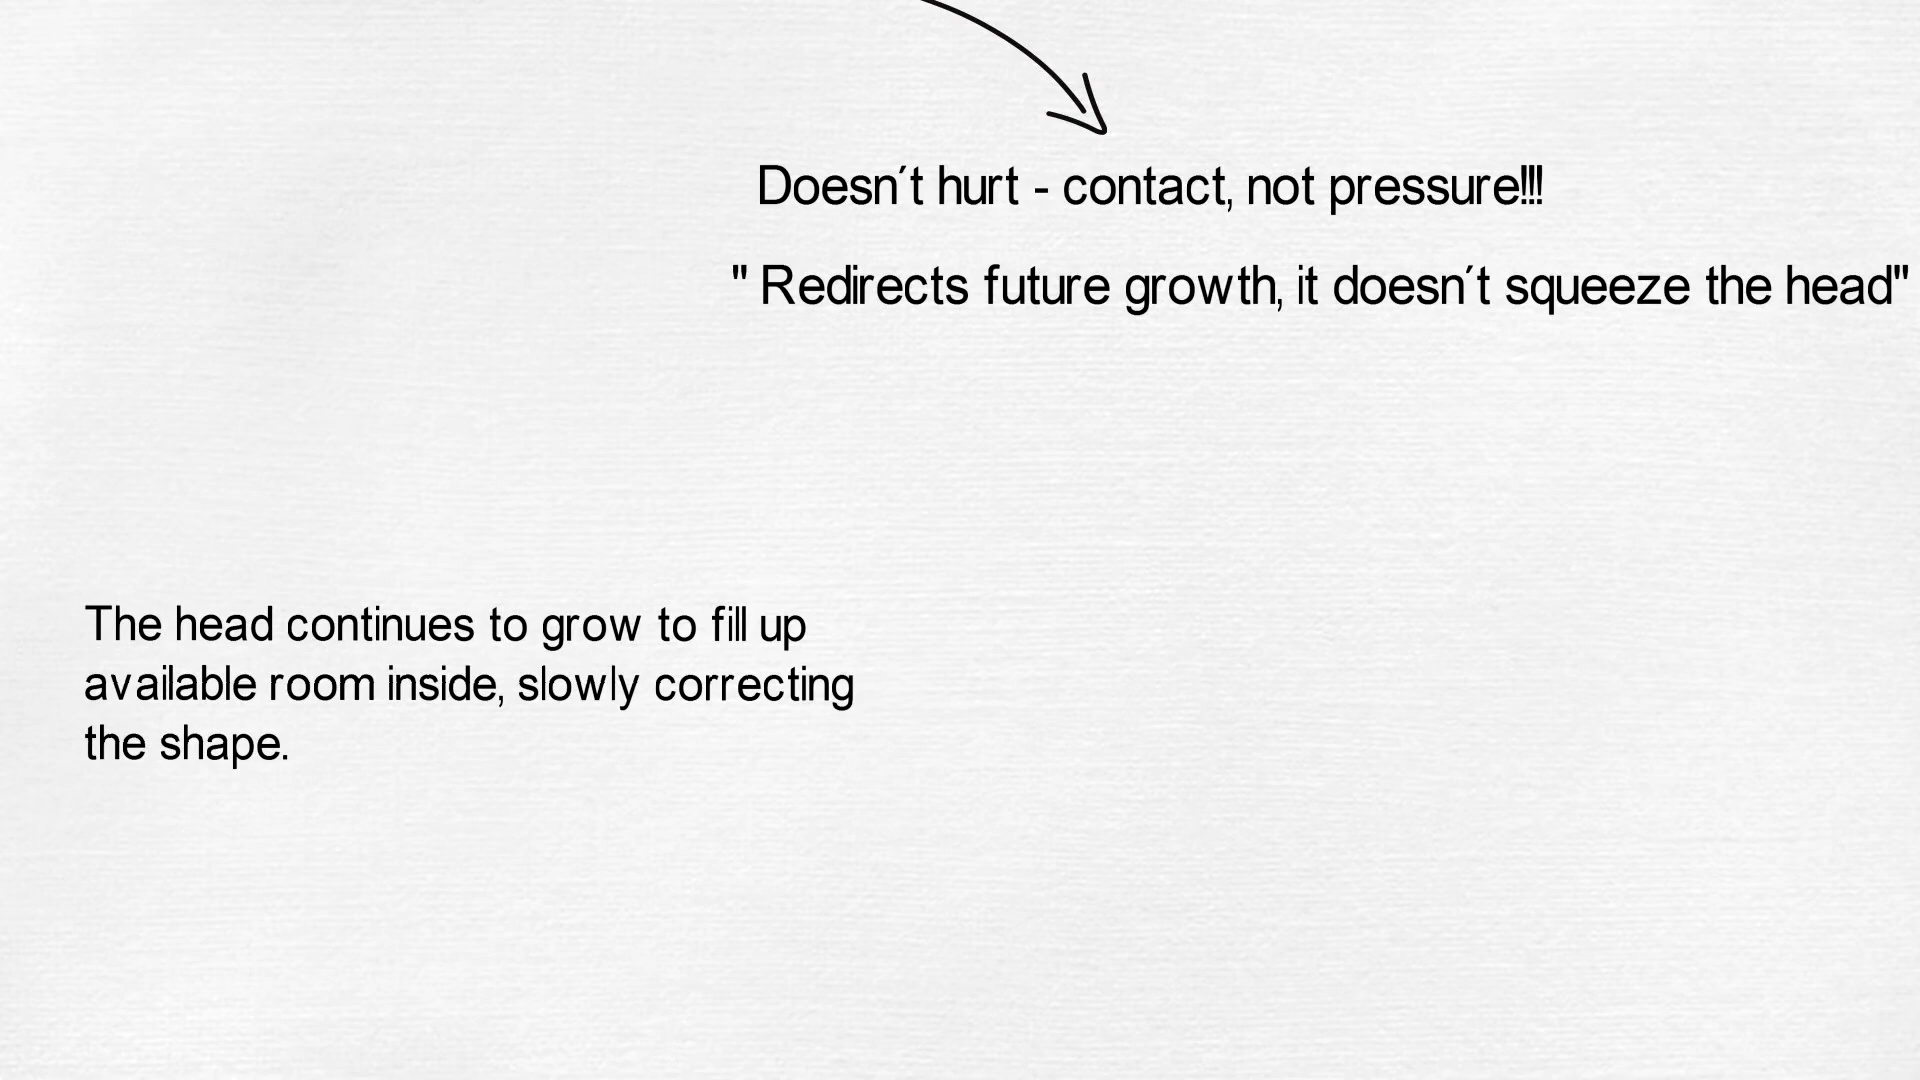 Doesn´t hurt - contact, not pressure!!!
" Redirects future growth, it doesn´t squeeze the head"
The head continues to grow to fill up
available room inside, slowly correcting
the shape.